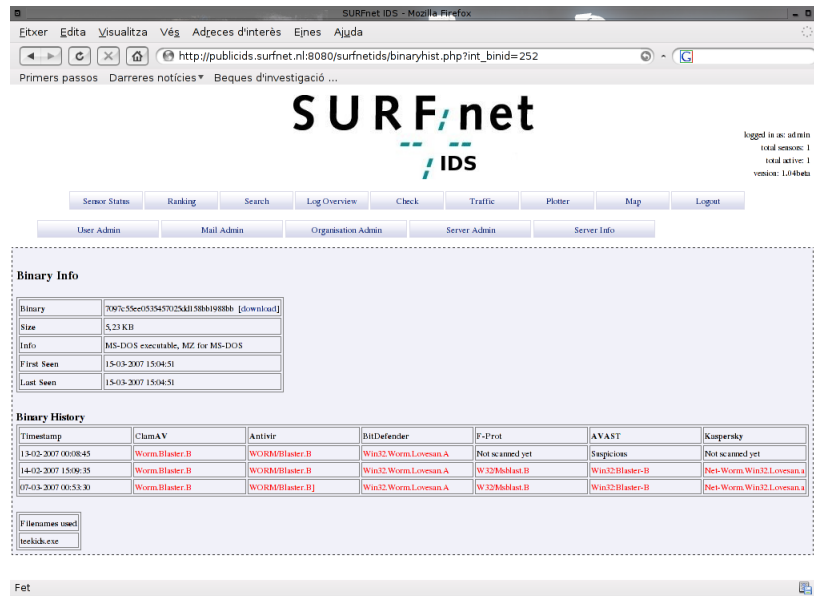 SURFnet IDS - Mozilla Firefox
Eitxer Edita Visualitza Vés Adreces d'interès Eines Ajuda
http://publicids.surfnet.nl:8080/surfnetids/binaryhist.php?int_binid=252
G
Primers passos Darreres notícies Beques d'investigació ...
SURFnet
IDS
logged in as: admin
total sensors: 1
total active: 1
version: 1.04beta
Sensor Status Ranking Search Log Overview Check Traffic Plotter Map Logout
User Admin Mail Admin Organisation Admin Server Admin Server Info
Binary Info
Binary 7097c55ee0535457025dd158bb1988bb [download]
Size 5,23 KB
Info MS-DOS executable, MZ for MS-DOS
First Seen 15-03-2007 15:04:51
Last Seen 15-03-2007 15:04:51
Binary History
Timestamp ClamAV Antivir BitDefender F-Prot AVAST Kaspersky
13-02-2007 00:08:45 Worm.Blaster.B WORM/Blaster.B Win32.Worm.Lovesan.A Not scanned yet Suspicious Not scanned yet
14-02-2007 15:09:35 Worm.Blaster.B WORM/Blaster.B Win32.Worm.Lovesan.A W32/Msblast.B Win32:Blaster-B Net-Worm.Win32.Lovesan.a
07-03-2007 00:53:30 Worm.Blaster.B WORM/Blaster.B] Win32.Worm.Lovesan.A W32/Msblast.B Win32:Blaster-B Net-Worm.Win32.Lovesan.a
Filenames used
teekids.exe
Fet